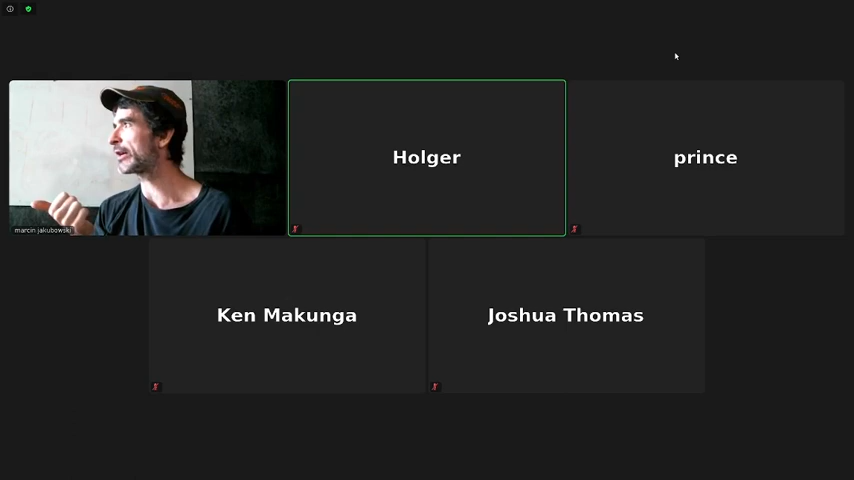 Holger
prince
marcin jakubowski
Ken Makunga
Joshua Thomas